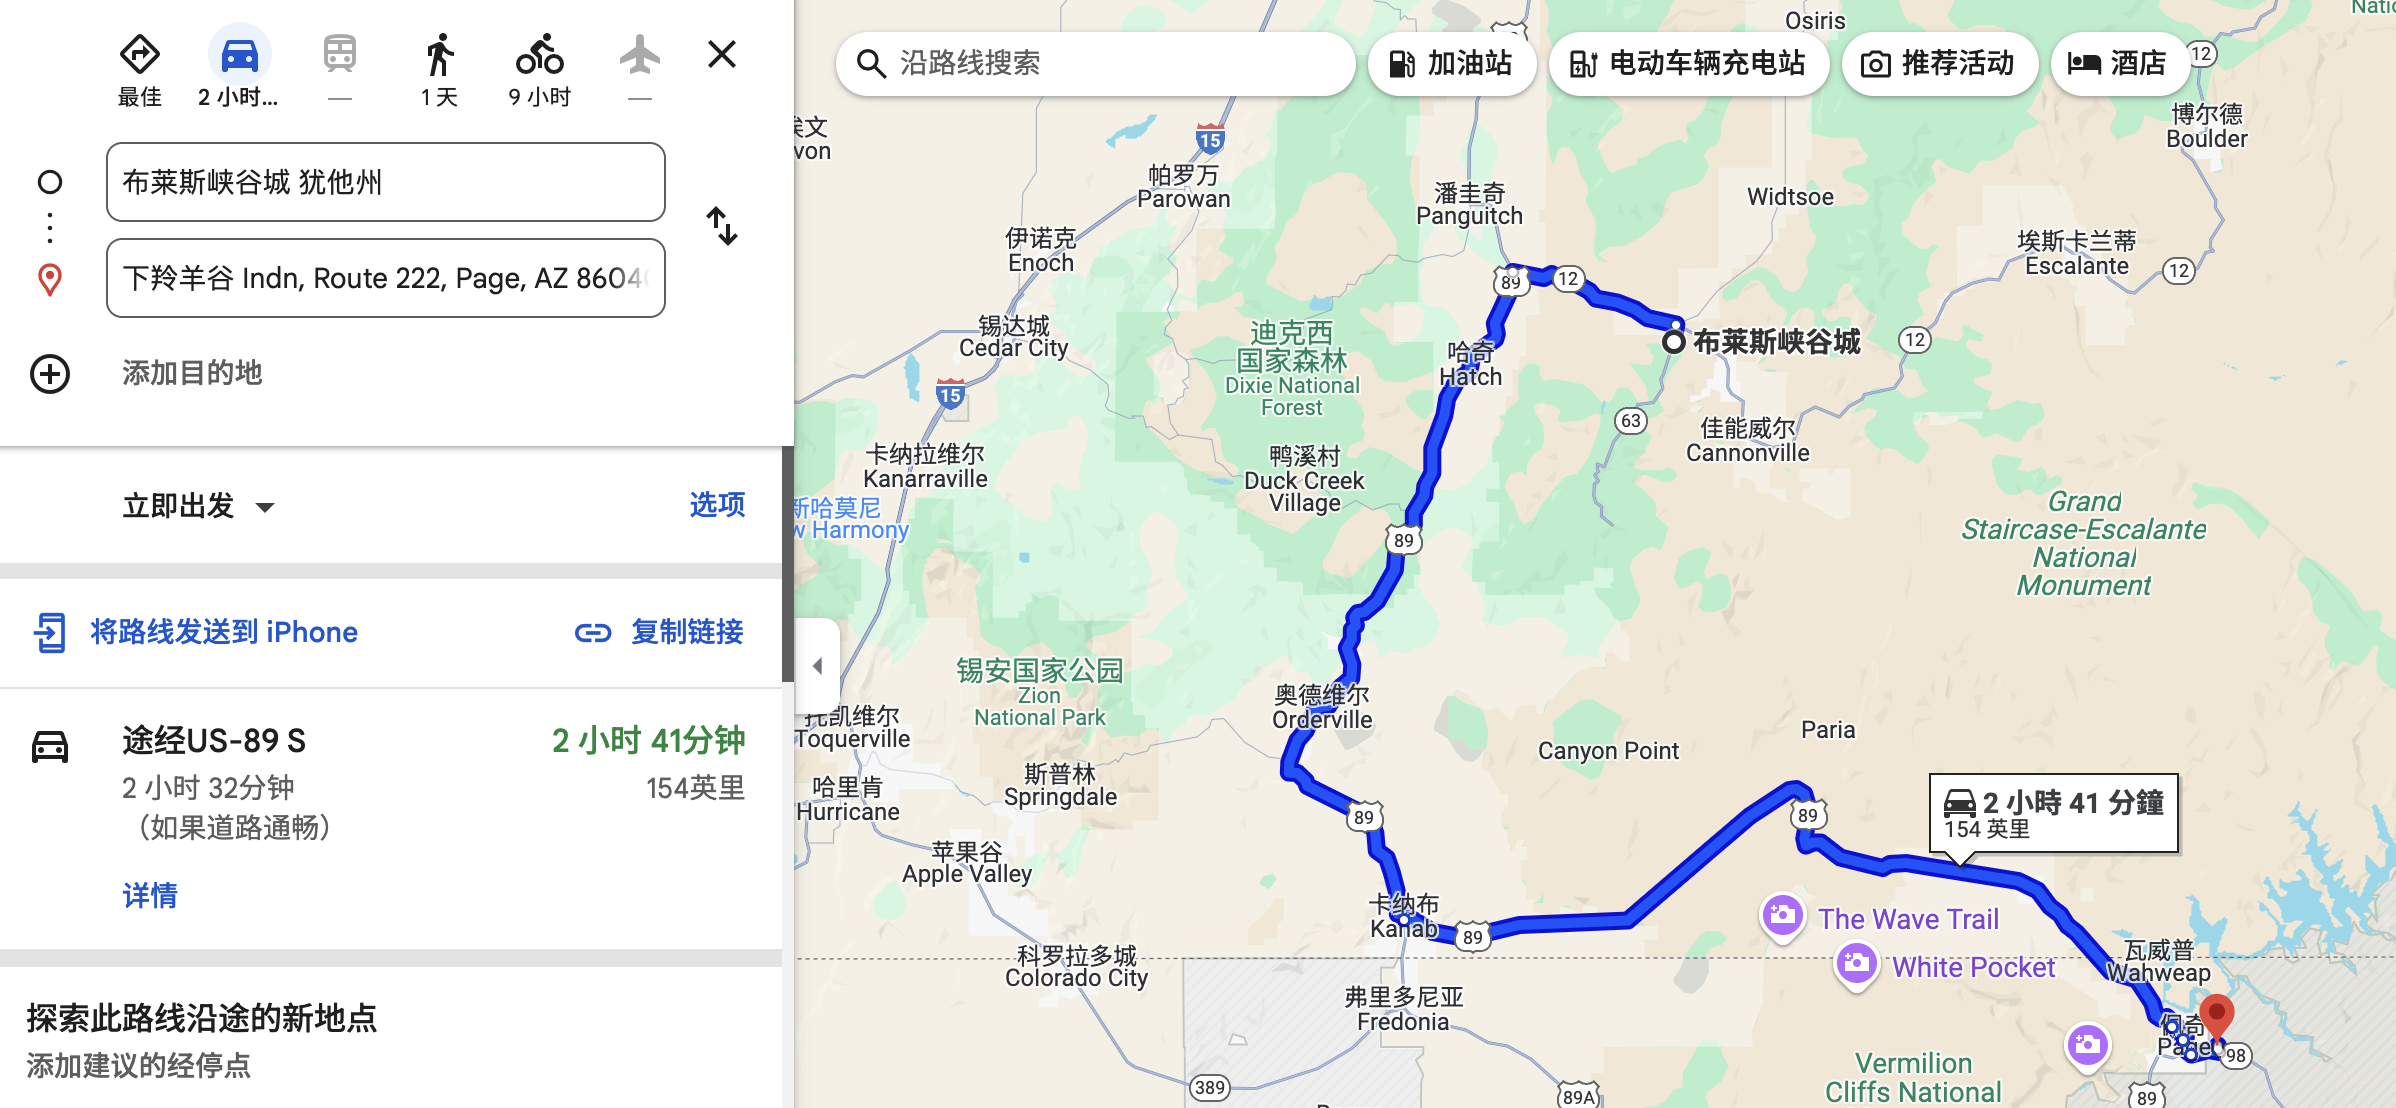 最佳
2 小时...
—
1 天
9 小时
—
布莱斯峡谷城 犹他州
下羚羊谷 Indn, Route 222, Page, AZ 8604
添加目的地
立即出发
选项
将路线发送到 iPhone
复制链接
途经US-89 S
2 小时 41分钟
2 小时 32分钟
154英里
（如果道路通畅）
详情
探索此路线沿途的新地点
添加建议的经停点
沿路线搜索
加油站
电动车辆充电站
推荐活动
酒店
Osiris
12
博尔德
Boulder
von
15
帕罗万
Parowan
潘圭奇
Panguitch
Widtsoe
伊诺克
Enoch
埃斯卡兰蒂
Escalante
12
89
12
锡达城
Cedar City
迪克西
国家森林
Dixie National
Forest
哈奇
Hatch
布莱斯峡谷城
12
15
63
佳能威尔
Cannonville
卡纳拉维尔
Kanarraville
鸭溪村
Duck Creek
Village
新哈莫尼
w Harmony
89
Grand
Staircase-Escalante
National
Monument
锡安国家公园
Zion
National Park
奥德维尔
Orderville
托凯维尔
Toquerville
Canyon Point
Paria
斯普林
Springdale
哈里肯
Hurricane
89
89
2 小時 41 分鐘
154 英里
苹果谷
Apple Valley
卡纳布
Kanab
89
The Wave Trail
White Pocket
科罗拉多城
Colorado City
瓦威普
Wahweap
弗里多尼亚
Fredonia
佩奇
Page
98
Vermilion
Cliffs National
389
89A
89